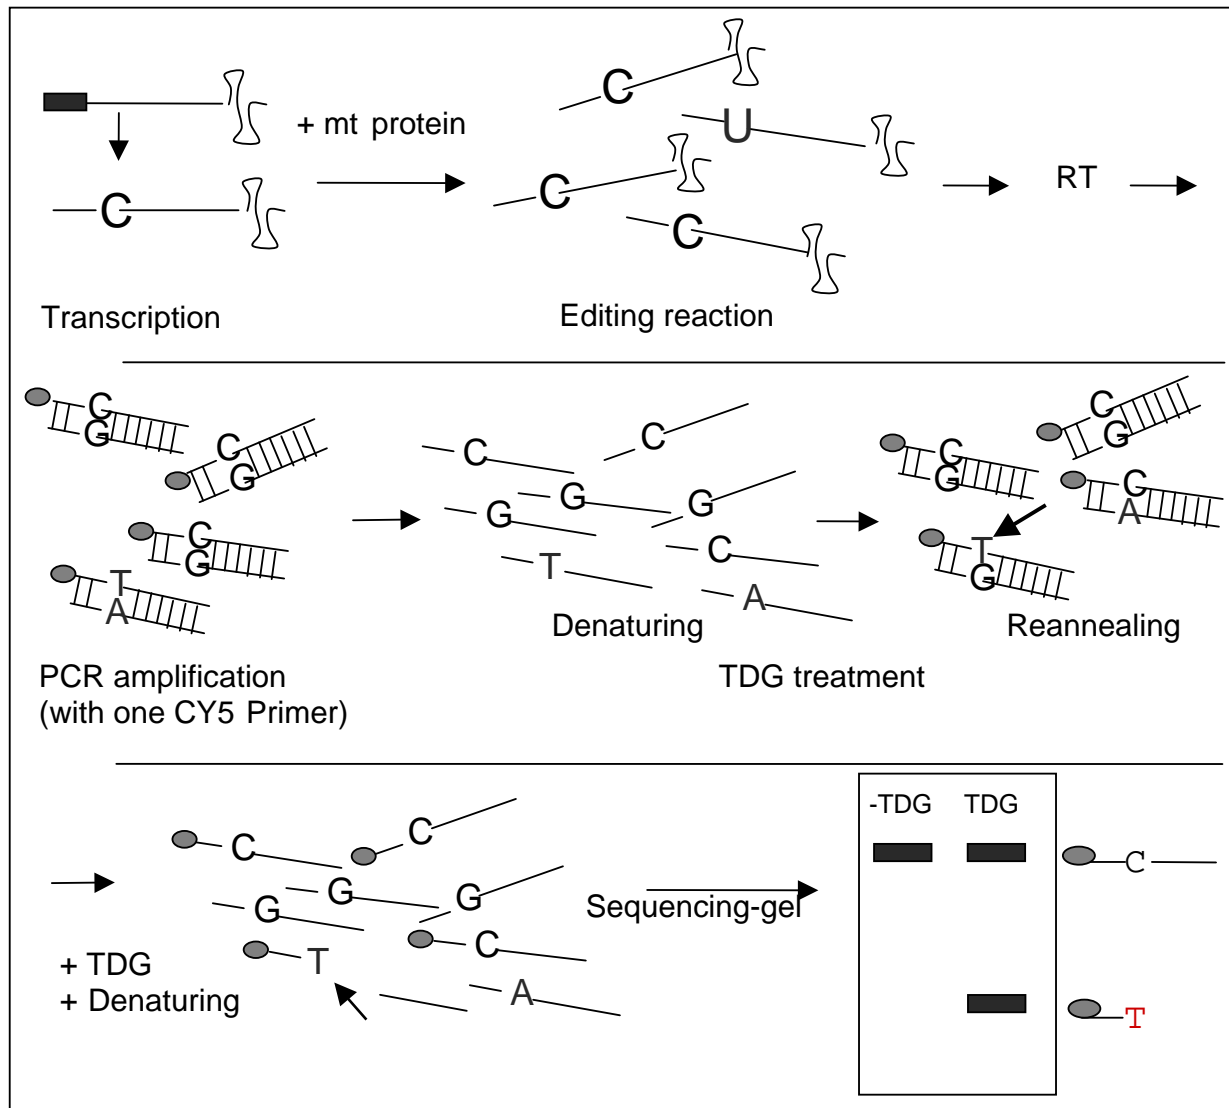 + mt protein
C
C
U
C
C
RT
Transcription
Editing reaction
C
G
C
G
C
G
T
A
C
C
G
G
G
T
C
A
C
G
C
G
C
A
T
G
Denaturing
Reannealing
PCR amplification
(with one CY5 Primer)
TDG treatment
-TDG TDG
C
C
C
G
G
G
C
T
A
Sequencing-gel
+ TDG
+ Denaturing
T